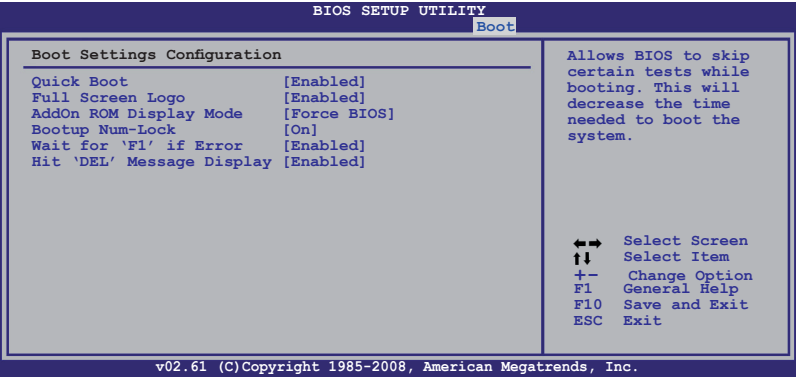 BIOS SETUP UTILITY
Boot
Boot Settings Configuration
Quick Boot [Enabled]
Full Screen Logo [Enabled]
AddOn ROM Display Mode [Force BIOS]
Bootup Num-Lock [On]
Wait for ‘F1’ if Error [Enabled]
Hit ‘DEL’ Message Display [Enabled]
Allows BIOS to skip
certain tests while
booting. This will
decrease the time
needed to boot the
system.
←→ Select Screen
↑↓ Select Item
+- Change Option
F1 General Help
F10 Save and Exit
ESC Exit
v02.61 (C)Copyright 1985-2008, American Megatrends, Inc.